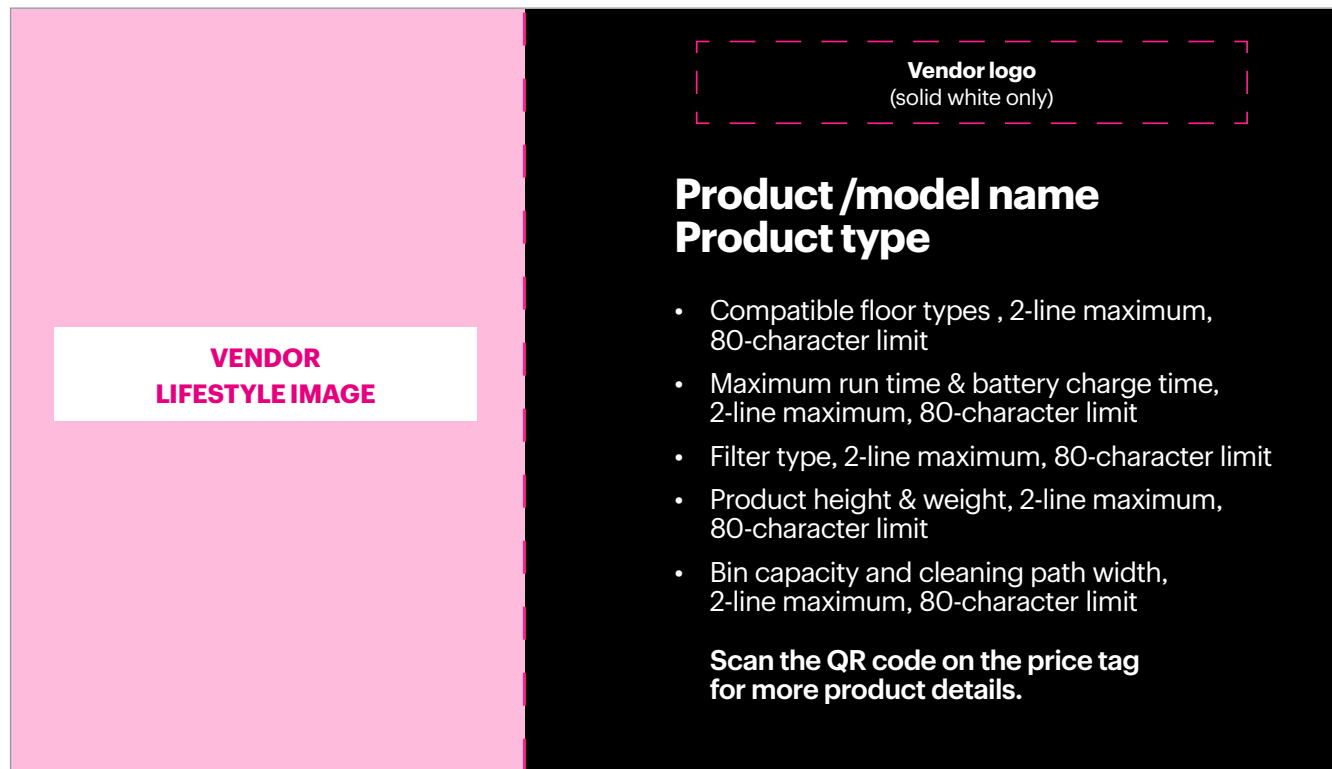 VENDOR
LIFESTYLE IMAGE
Vendor logo
(solid white only)
Product /model name
Product type
• Compatible floor types , 2-line maximum,
80-character limit
• Maximum run time & battery charge time,
2-line maximum, 80-character limit
• Filter type, 2-line maximum, 80-character limit
• Product height & weight, 2-line maximum,
80-character limit
• Bin capacity and cleaning path width,
2-line maximum, 80-character limit
Scan the QR code on the price tag
for more product details.